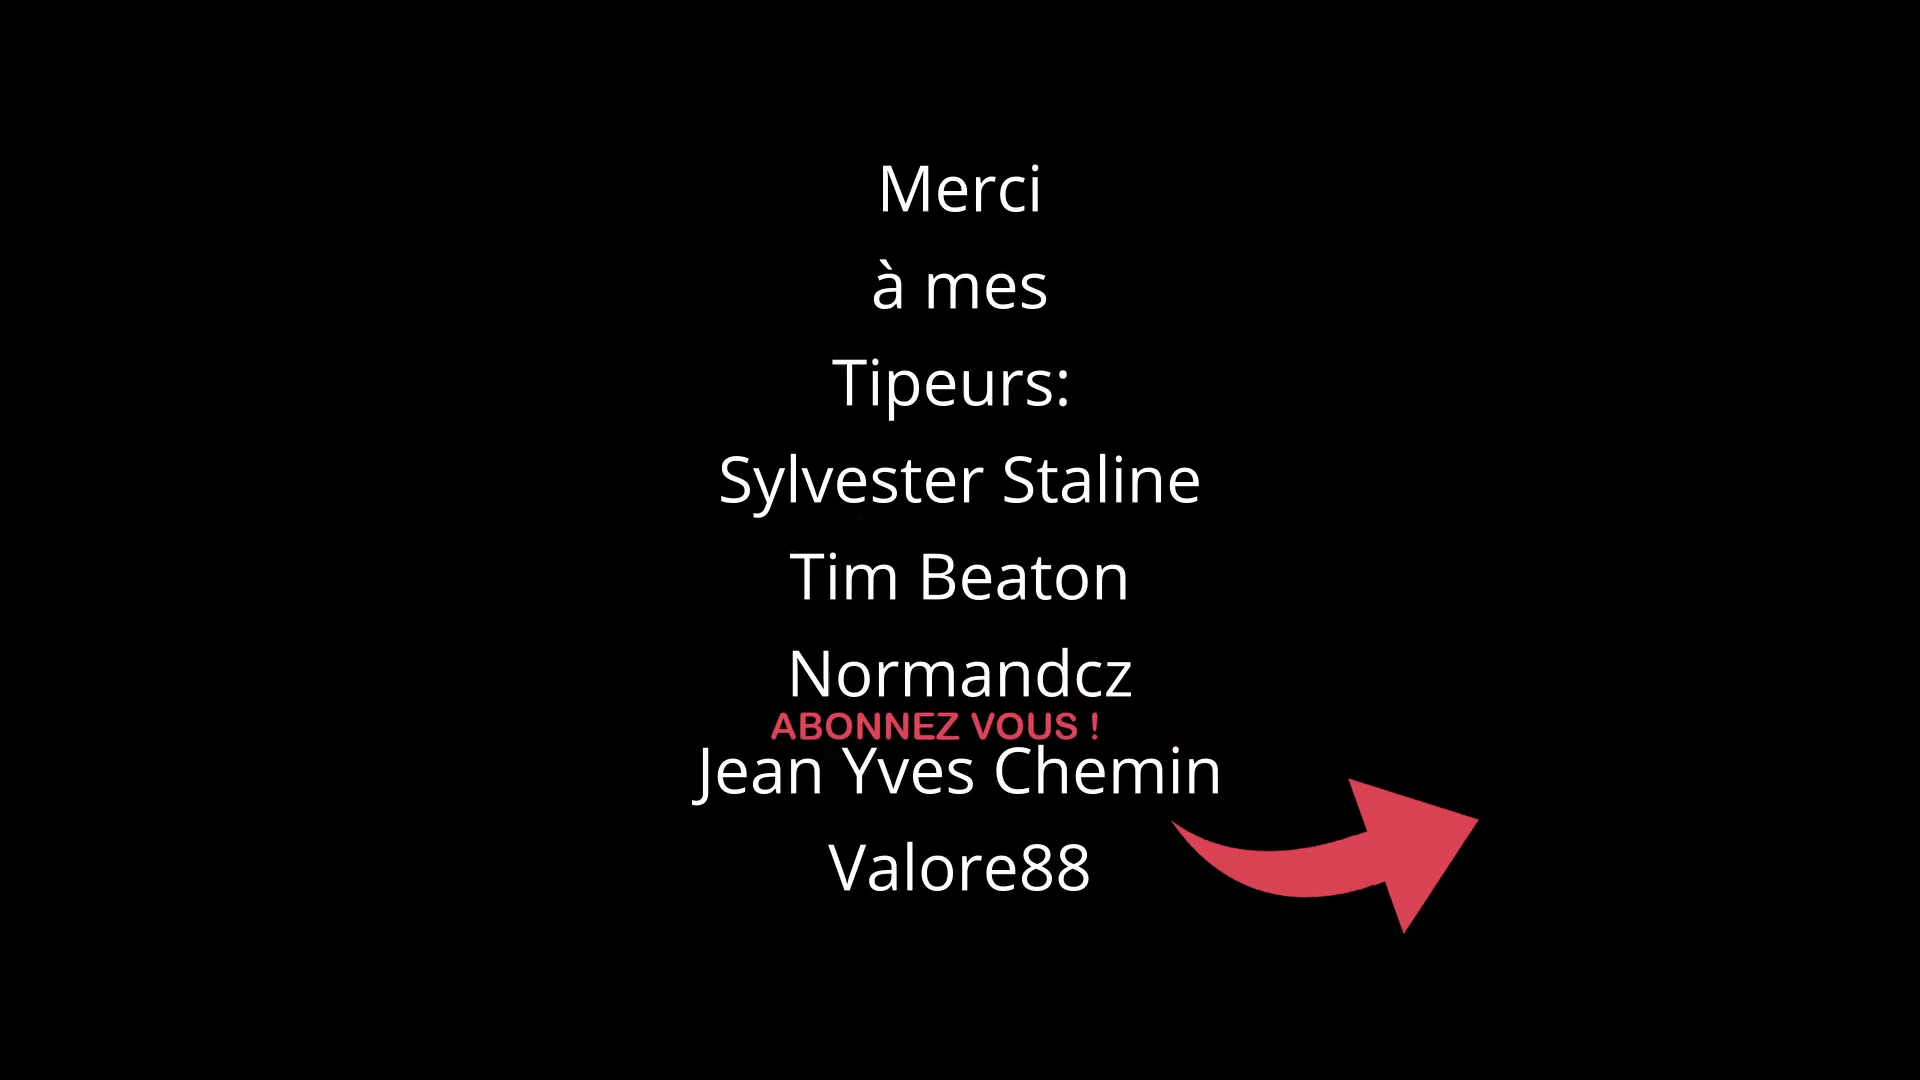 Merci
à mes
Tipeurs:
Sylvester Staline
Tim Beaton
Normandcz
ABONNEZ VOUS !
Jean Yves Chemin
Valore88